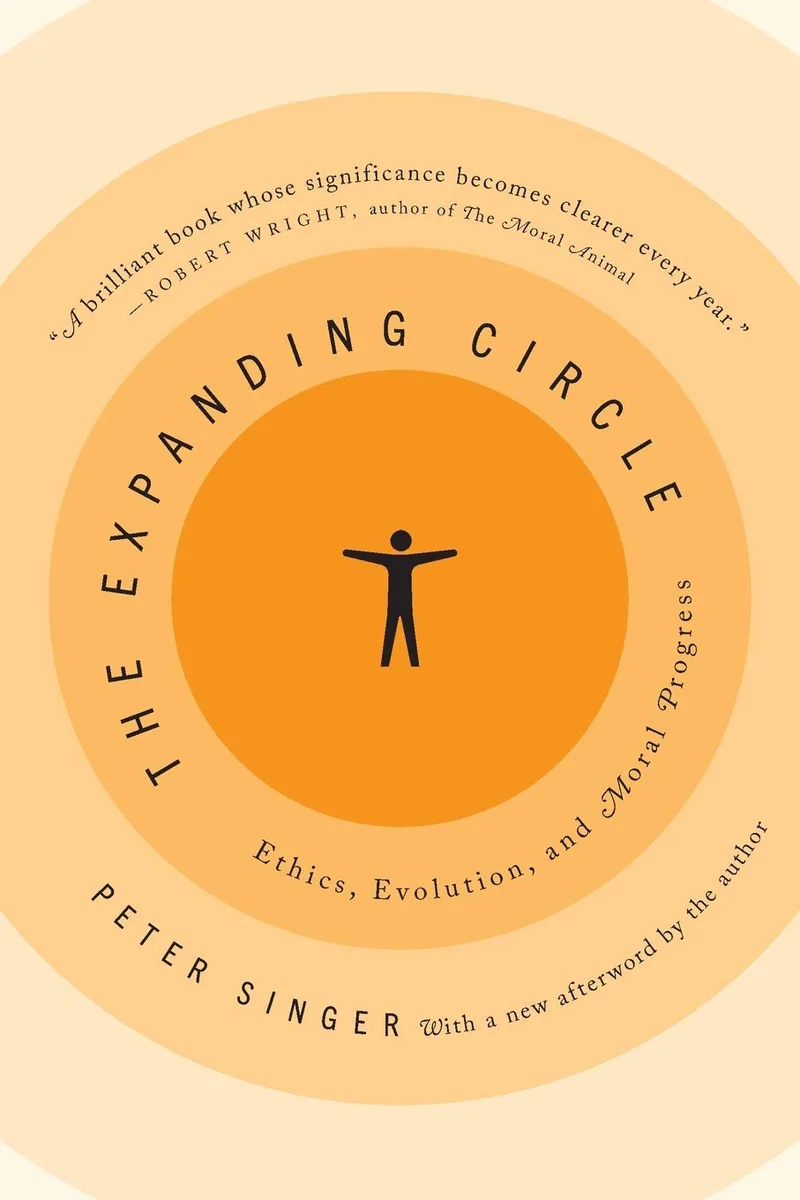 “A brilliant book whose significance becomes clearer every year.”
—ROBERT WRIGHT, author of The Moral Animal
THE EXPANDING CIRCLE
Ethics, Evolution, and Moral Progress
PETER SINGER With a new afterword by the author